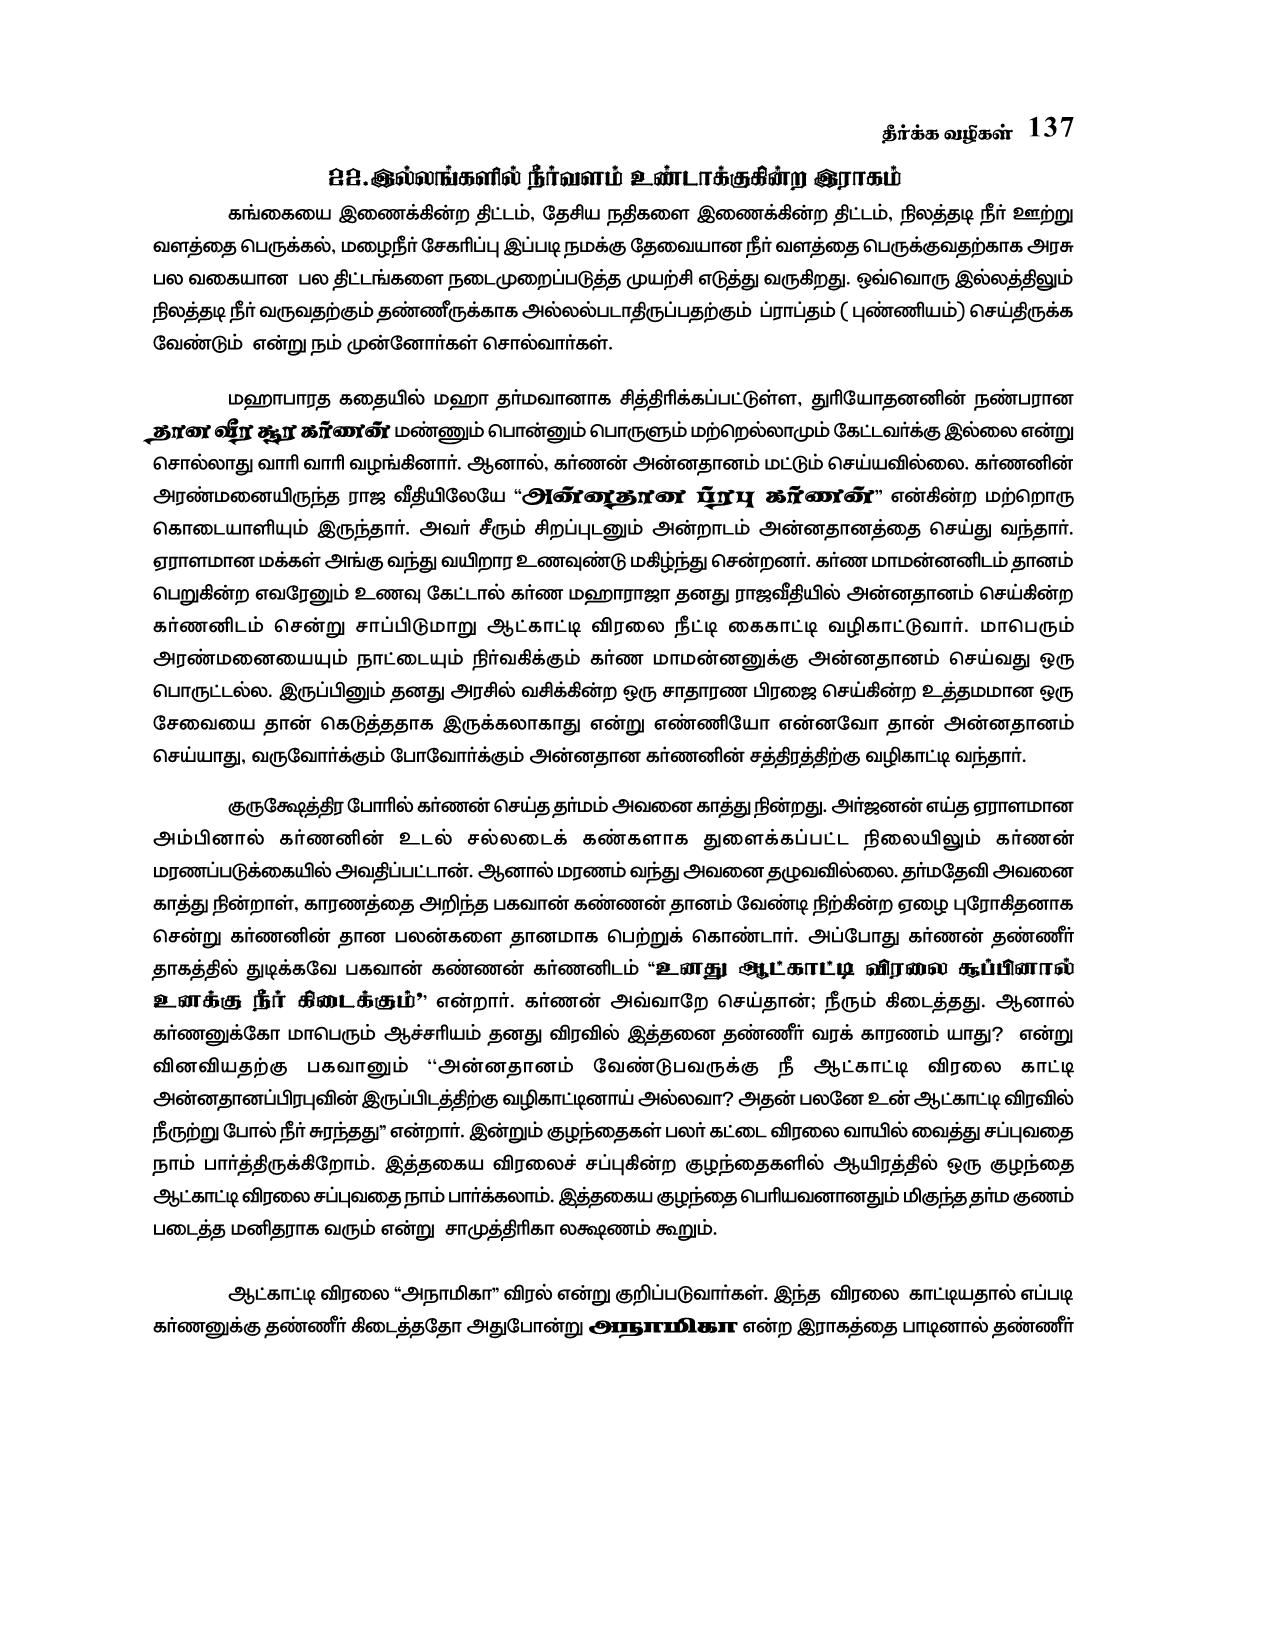 தீர்க்க வழிகள் 137
22.இல்லங்களில் நீர்வளம் உண்டாக்குகின்ற இராகம்
கங்கையை இணைக்கின்ற திட்டம், தேசிய நதிகளை இணைக்கின்ற திட்டம், நிலத்தடி நீர் ஊற்று
வளத்தை பெருக்கல், மழைநீர் சேகரிப்பு இப்படி நமக்கு தேவையான நீர் வளத்தை பெருக்குவதற்காக அரசு
பல வகையான பல திட்டங்களை நடைமுறைப்படுத்த முயற்சி எடுத்து வருகிறது. ஒவ்வொரு இல்லத்திலும்
நிலத்தடி நீர் வருவதற்கும் தண்ணீருக்காக அல்லல்படாதிருப்பதற்கும் ப்ராப்தம் ( புண்ணியம்) செய்திருக்க
வேண்டும் என்று நம் முன்னோர்கள் சொல்வார்கள்.
மஹாபாரத கதையில் மஹா தர்மவானாக சித்திரிக்கப்பட்டுள்ள, துரியோதனனின் நண்பரான
தான வீர சூர கர்ணன் மண்ணும் பொன்னும் பொருளும் மற்றெல்லாமும் கேட்டவர்க்கு இல்லை என்று
சொல்லாது வாரி வாரி வழங்கினார். ஆனால், கர்ணன் அன்னதானம் மட்டும் செய்யவில்லை. கர்ணனின்
அரண்மனையிருந்த ராஜ வீதியிலேயே “அன்னதான பிரபு கர்ணன்” என்கின்ற மற்றொரு
கொடையாளியும் இருந்தார். அவர் சீரும் சிறப்புடனும் அன்றாடம் அன்னதானத்தை செய்து வந்தார்.
ஏராளமான மக்கள் அங்கு வந்து வயிறார உணவுண்டு மகிழ்ந்து சென்றனர். கர்ண மாமன்னனிடம் தானம்
பெறுகின்ற எவரேனும் உணவு கேட்டால் கர்ண மஹாராஜா தனது ராஜவீதியில் அன்னதானம் செய்கின்ற
கர்ணனிடம் சென்று சாப்பிடுமாறு ஆட்காட்டி விரலை நீட்டி கைகாட்டி வழிகாட்டுவார். மாபெரும்
அரண்மனையையும் நாட்டையும் நிர்வகிக்கும் கர்ண மாமன்னனுக்கு அன்னதானம் செய்வது ஒரு
பொருட்டல்ல. இருப்பினும் தனது அரசில் வசிக்கின்ற ஒரு சாதாரண பிரஜை செய்கின்ற உத்தமமான ஒரு
சேவையை தான் கெடுத்ததாக இருக்கலாகாது என்று எண்ணியோ என்னவோ தான் அன்னதானம்
செய்யாது, வருவோர்க்கும் போவோர்க்கும் அன்னதான கர்ணனின் சத்திரத்திற்கு வழிகாட்டி வந்தார்.
குருக்ஷேத்திர போரில் கர்ணன் செய்த தர்மம் அவனை காத்து நின்றது. அர்ஜனன் எய்த ஏராளமான
அம்பினால் கர்ணனின் உடல் சல்லடைக் கண்களாக துளைக்கப்பட்ட நிலையிலும் கர்ணன்
மரணப்படுக்கையில் அவதிப்பட்டான். ஆனால் மரணம் வந்து அவனை தழுவவில்லை. தர்மதேவி அவனை
காத்து நின்றாள், காரணத்தை அறிந்த பகவான் கண்ணன் தானம் வேண்டி நிற்கின்ற ஏழை புரோகிதனாக
சென்று கர்ணனின் தான பலன்களை தானமாக பெற்றுக் கொண்டார். அப்போது கர்ணன் தண்ணீர்
தாகத்தில் துடிக்கவே பகவான் கண்ணன் கர்ணனிடம் “உனது ஆட்காட்டி விரலை சூப்பினால்
உனக்கு நீர் கிடைக்கும்” என்றார். கர்ணன் அவ்வாறே செய்தான்; நீரும் கிடைத்தது. ஆனால்
கர்ணனுக்கோ மாபெரும் ஆச்சரியம் தனது விரலில் இத்தனை தண்ணீர் வரக் காரணம் யாது? என்று
வினவியதற்கு பகவானும் “அன்னதானம் வேண்டுபவருக்கு நீ ஆட்காட்டி விரலை காட்டி
அன்னதானப்பிரபுவின் இருப்பிடத்திற்கு வழிகாட்டினாய் அல்லவா? அதன் பலனே உன் ஆட்காட்டி விரலில்
நீருற்று போல் நீர் சுரந்தது” என்றார். இன்றும் குழந்தைகள் பலர் கட்டை விரலை வாயில் வைத்து சப்புவதை
நாம் பார்த்திருக்கிறோம். இத்தகைய விரலைச் சப்புகின்ற குழந்தைகளில் ஆயிரத்தில் ஒரு குழந்தை
ஆட்காட்டி விரலை சப்புவதை நாம் பார்க்கலாம். இத்தகைய குழந்தை பெரியவனானதும் மிகுந்த தர்ம குணம்
படைத்த மனிதராக வரும் என்று சாமுத்திரிகா லக்ஷணம் கூறும்.
ஆட்காட்டி விரலை “அநாமிகா” விரல் என்று குறிப்படுவார்கள். இந்த விரலை காட்டியதால் எப்படி
கர்ணனுக்கு தண்ணீர் கிடைத்ததோ அதுபோன்று அநாமிகா என்ற இராகத்தை பாடினால் தண்ணீர்